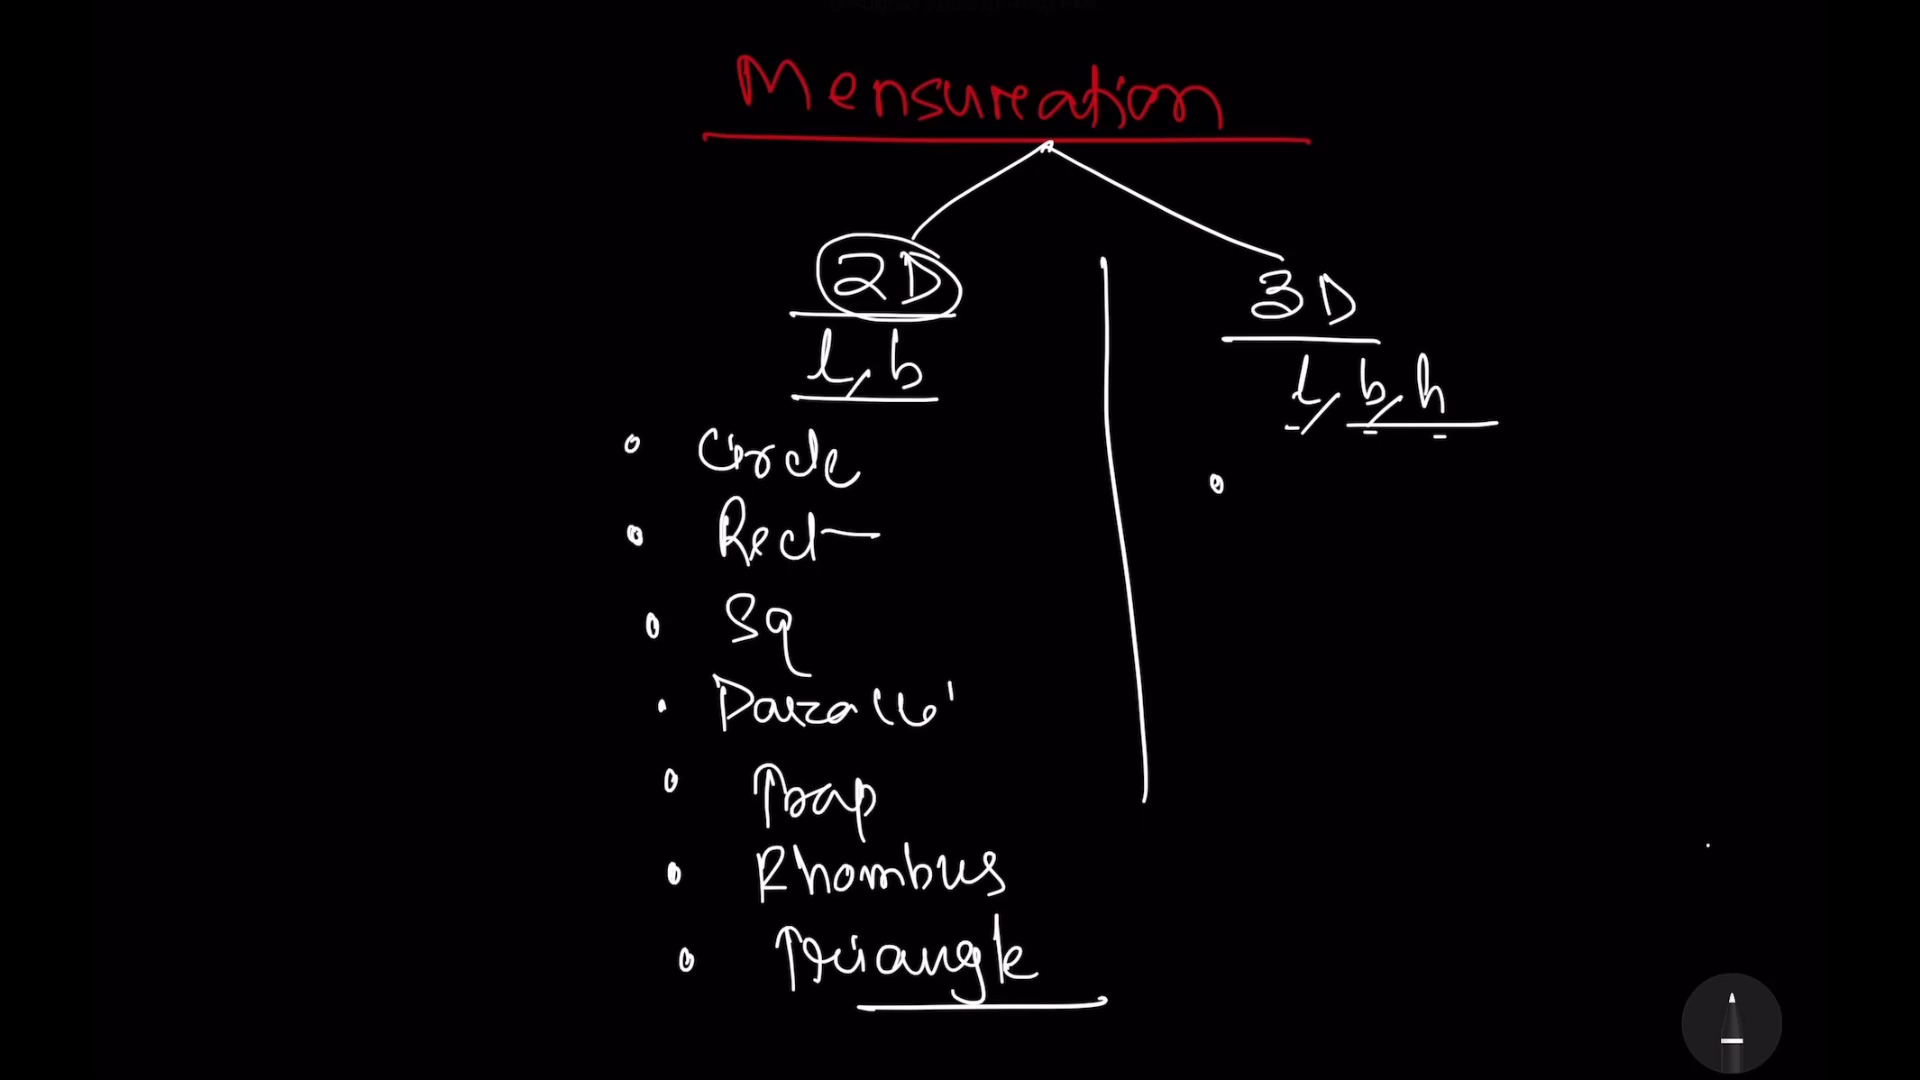 Mensuration
2D
l, b
• Circle
• Rect
• Sq
• Parall'
• Trap
• Rhombus
• Triangle
3D
l, b, h
•